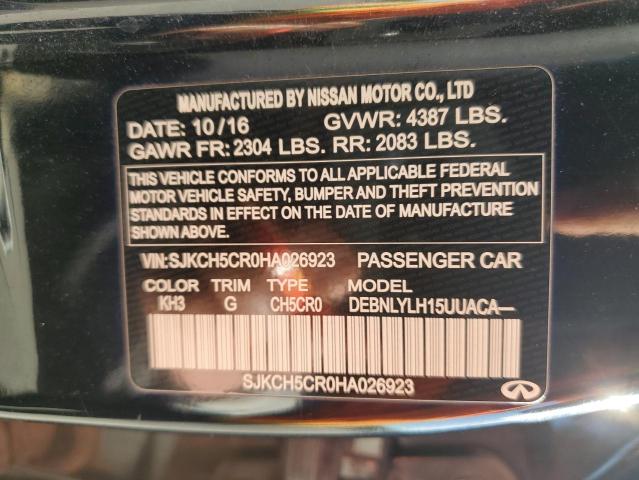 MANUFACTURED BY NISSAN MOTOR CO., LTD
DATE: 10/16 GVWR: 4387 LBS.
GAWR FR: 2304 LBS. RR: 2083 LBS.
THIS VEHICLE CONFORMS TO ALL APPLICABLE FEDERAL
MOTOR VEHICLE SAFETY, BUMPER AND THEFT PREVENTION
STANDARDS IN EFFECT ON THE DATE OF MANUFACTURE
SHOWN ABOVE.
VIN:SJKCH5CR0HA026923 PASSENGER CAR
COLOR TRIM TYPE MODEL
KH3 G CH5CR0 DEBNLYLH15UUACA—
SJKCH5CR0HA026923